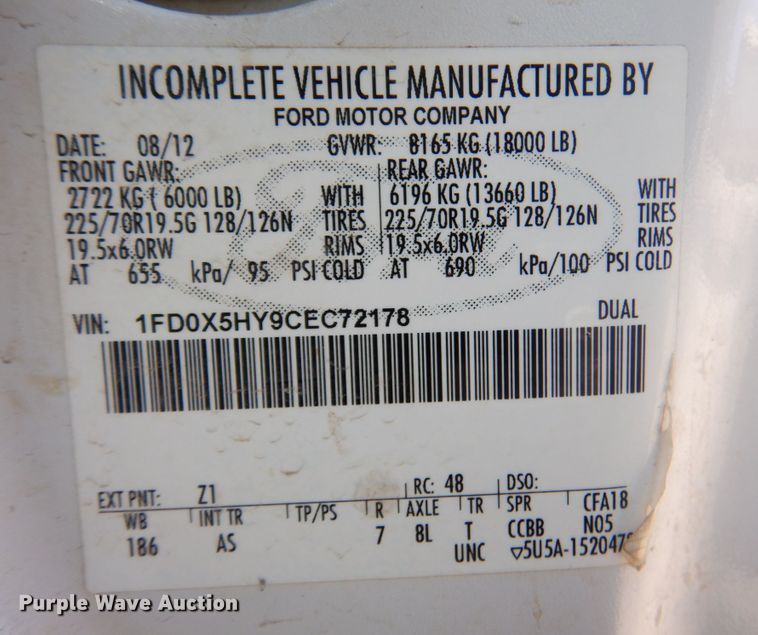 INCOMPLETE VEHICLE MANUFACTURED BY
FORD MOTOR COMPANY
DATE: 08/12 GVWR: 8165 KG (18000 LB)
FRONT GAWR: REAR GAWR:
2722 KG ( 6000 LB) WITH 6196 KG (13660 LB) WITH
225/70R19.5G 128/126N TIRES 225/70R19.5G 128/126N TIRES
19.5x6.0RW RIMS 19.5x6.0RW RIMS
AT 655 kPa/ 95 PSI COLD AT 690 kPa/100 PSI COLD
VIN: 1FD0X5HY9CEC72178 DUAL
EXT PNT: Z1 RC: 48 DSO:
WB INT TR TP/PS R AXLE TR SPR CFA18
186 AS 7 8L T CCBB N05
UNC ▽5U5A-152047
Purple Wave Auction